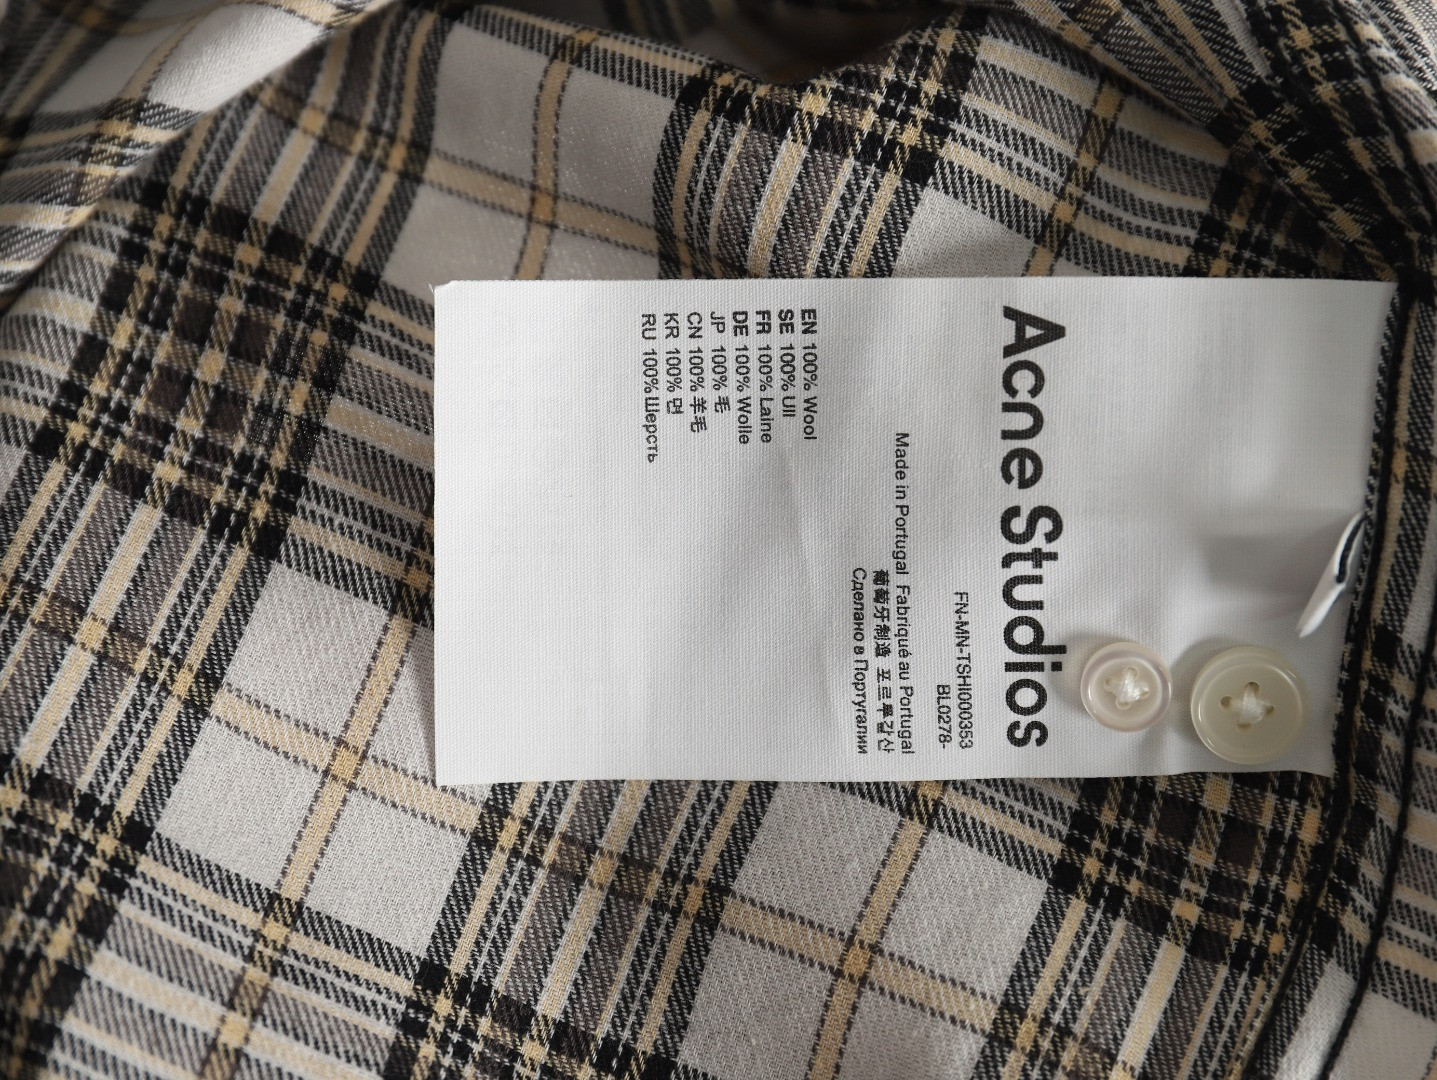 Acne Studios
FN-MN-TSHI000353
BL0278-
Made in Portugal Fabriqué au Portugal
葡萄牙制造 포르투갈산
Сделано в Португалии
EN 100% Wool
SE 100% Ull
FR 100% Laine
DE 100% Wolle
JP 100% 毛
CN 100% 羊毛
KR 100% 면
RU 100% Шерсть